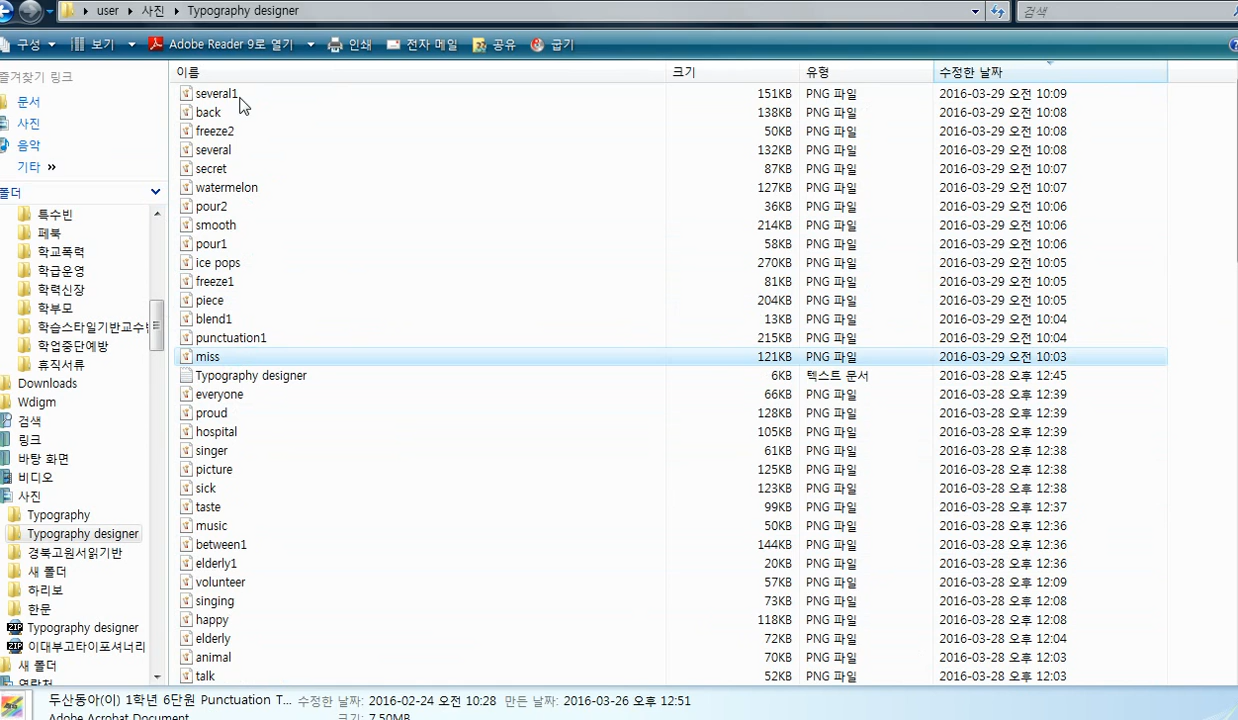 user ▸ 사진 ▸ Typography designer 검색
구성 보기 Adobe Reader 9로 열기 인쇄 전자 메일 공유 굽기
즐겨찾기 링크
문서
사진
음악
기타 »
폴더
특수빈
페북
학교폭력
학급운영
학력신장
학부모
학습스타일기반교수
학업중단예방
휴직서류
Downloads
Wdigm
검색
링크
바탕 화면
비디오
사진
Typography
Typography designer
경북고원서읽기반
새 폴더
하리보
한문
Typography designer
이대부고타이포셔너리
새 폴더
연락처
이름 크기 유형 수정한 날짜
several1 151KB PNG 파일 2016-03-29 오전 10:09
back 138KB PNG 파일 2016-03-29 오전 10:08
freeze2 50KB PNG 파일 2016-03-29 오전 10:08
several 132KB PNG 파일 2016-03-29 오전 10:08
secret 87KB PNG 파일 2016-03-29 오전 10:07
watermelon 127KB PNG 파일 2016-03-29 오전 10:07
pour2 36KB PNG 파일 2016-03-29 오전 10:06
smooth 214KB PNG 파일 2016-03-29 오전 10:06
pour1 58KB PNG 파일 2016-03-29 오전 10:06
ice pops 270KB PNG 파일 2016-03-29 오전 10:05
freeze1 81KB PNG 파일 2016-03-29 오전 10:05
piece 204KB PNG 파일 2016-03-29 오전 10:05
blend1 13KB PNG 파일 2016-03-29 오전 10:04
punctuation1 215KB PNG 파일 2016-03-29 오전 10:04
miss 121KB PNG 파일 2016-03-29 오전 10:03
Typography designer 6KB 텍스트 문서 2016-03-28 오후 12:45
everyone 66KB PNG 파일 2016-03-28 오후 12:39
proud 128KB PNG 파일 2016-03-28 오후 12:39
hospital 105KB PNG 파일 2016-03-28 오후 12:39
singer 61KB PNG 파일 2016-03-28 오후 12:38
picture 125KB PNG 파일 2016-03-28 오후 12:38
sick 123KB PNG 파일 2016-03-28 오후 12:38
taste 99KB PNG 파일 2016-03-28 오후 12:37
music 50KB PNG 파일 2016-03-28 오후 12:36
between1 144KB PNG 파일 2016-03-28 오후 12:36
elderly1 20KB PNG 파일 2016-03-28 오후 12:36
volunteer 57KB PNG 파일 2016-03-28 오후 12:09
singing 73KB PNG 파일 2016-03-28 오후 12:08
happy 118KB PNG 파일 2016-03-28 오후 12:08
elderly 72KB PNG 파일 2016-03-28 오후 12:04
animal 70KB PNG 파일 2016-03-28 오후 12:03
talk 52KB PNG 파일 2016-03-28 오후 12:03
두산동아(이) 1학년 6단원 Punctuation T... 수정한 날짜: 2016-02-24 오전 10:28 만든 날짜: 2016-03-26 오후 12:51
Adobe Acrobat Document 크기: 7.50MB